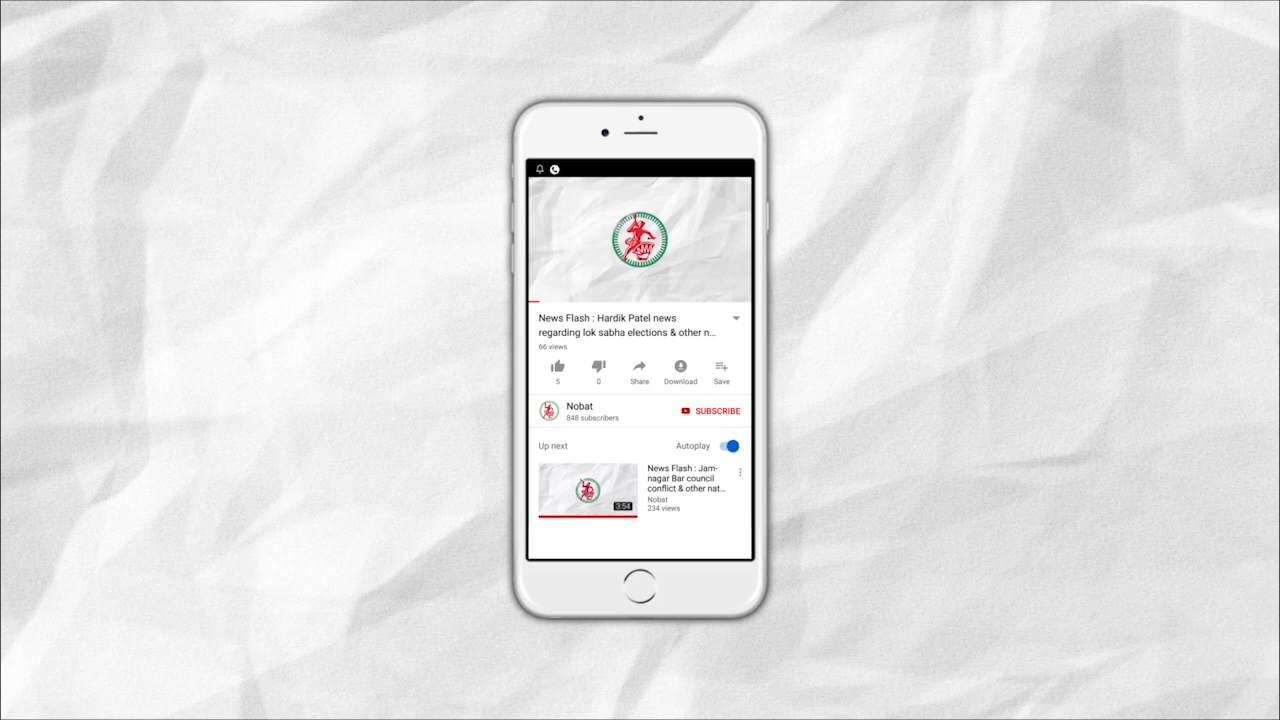 News Flash : Hardik Patel news
regarding lok sabha elections & other n...
66 views
5
0
Share
Download
Save
Nobat
848 subscribers
SUBSCRIBE
Up next
Autoplay
3:54
News Flash : Jam-
nagar Bar council
conflict & other nat...
Nobat
234 views